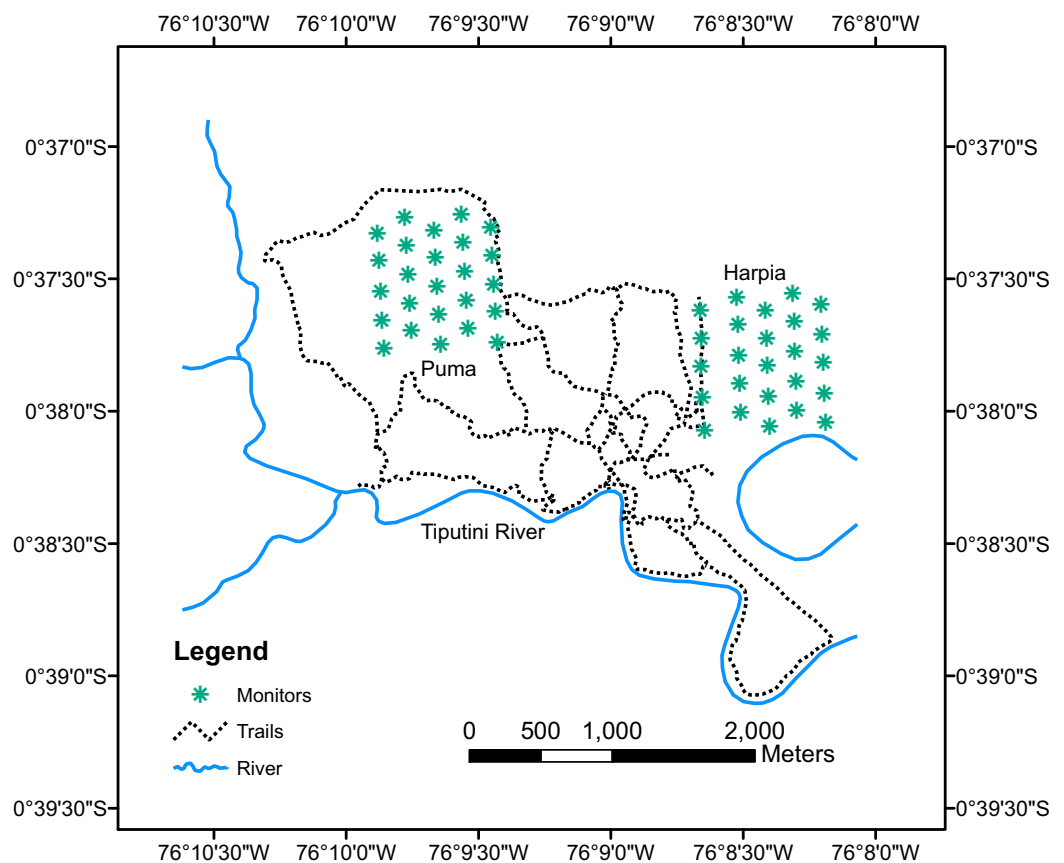 76°10'30"W 76°10'0"W 76°9'30"W 76°9'0"W 76°8'30"W 76°8'0"W
0°37'0"S 0°37'0"S
Harpia
0°37'30"S 0°37'30"S
Puma
0°38'0"S 0°38'0"S
Tiputini River
0°38'30"S 0°38'30"S
Legend
0°39'0"S 0°39'0"S
Monitors
Trails
0 500 1,000 2,000
Meters
River
0°39'30"S 0°39'30"S
76°10'30"W 76°10'0"W 76°9'30"W 76°9'0"W 76°8'30"W 76°8'0"W